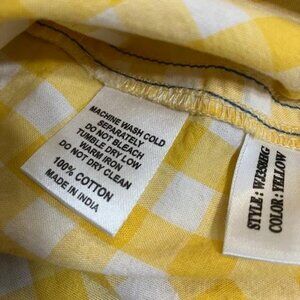 MACHINE WASH COLD
SEPARATELY
DO NOT BLEACH
TUMBLE DRY LOW
WARM IRON
DO NOT DRY CLEAN
100% COTTON
MADE IN INDIA
STYLE :
COLOR : YELLOW